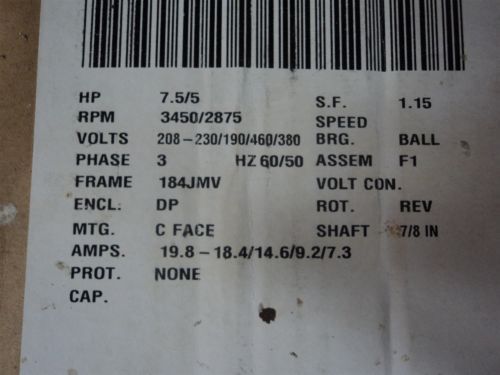 HP 7.5/5 S.F. 1.15
RPM 3450/2875 SPEED
VOLTS 208-230/190/460/380 BRG. BALL
PHASE 3 HZ 60/50 ASSEM F1
FRAME 184JMV VOLT CON.
ENCL. DP ROT. REV
MTG. C FACE SHAFT 7/8 IN
AMPS. 19.8-18.4/14.6/9.2/7.3
PROT. NONE
CAP.